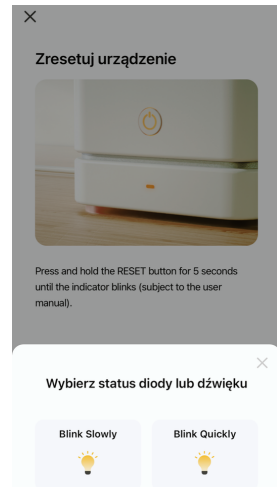 Zresetuj urządzenie
Press and hold the RESET button for 5 seconds
until the indicator blinks (subject to the user
manual).
Wybierz status diody lub dźwięku
Blink Slowly
Blink Quickly